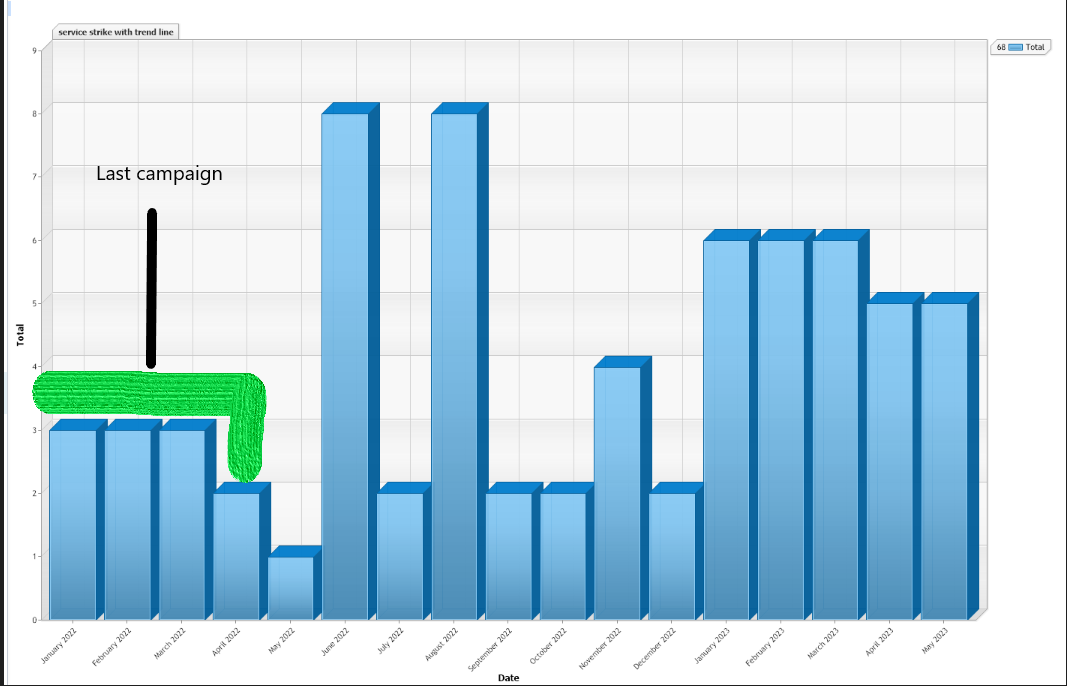 service strike with trend line
68 Total
9
8
Last campaign
7
6
5
Total
4
3
2
1
0
January 2022
February 2022
March 2022
April 2022
May 2022
June 2022
July 2022
August 2022
September 2022
October 2022
November 2022
December 2022
January 2023
February 2023
March 2023
April 2023
May 2023
Date